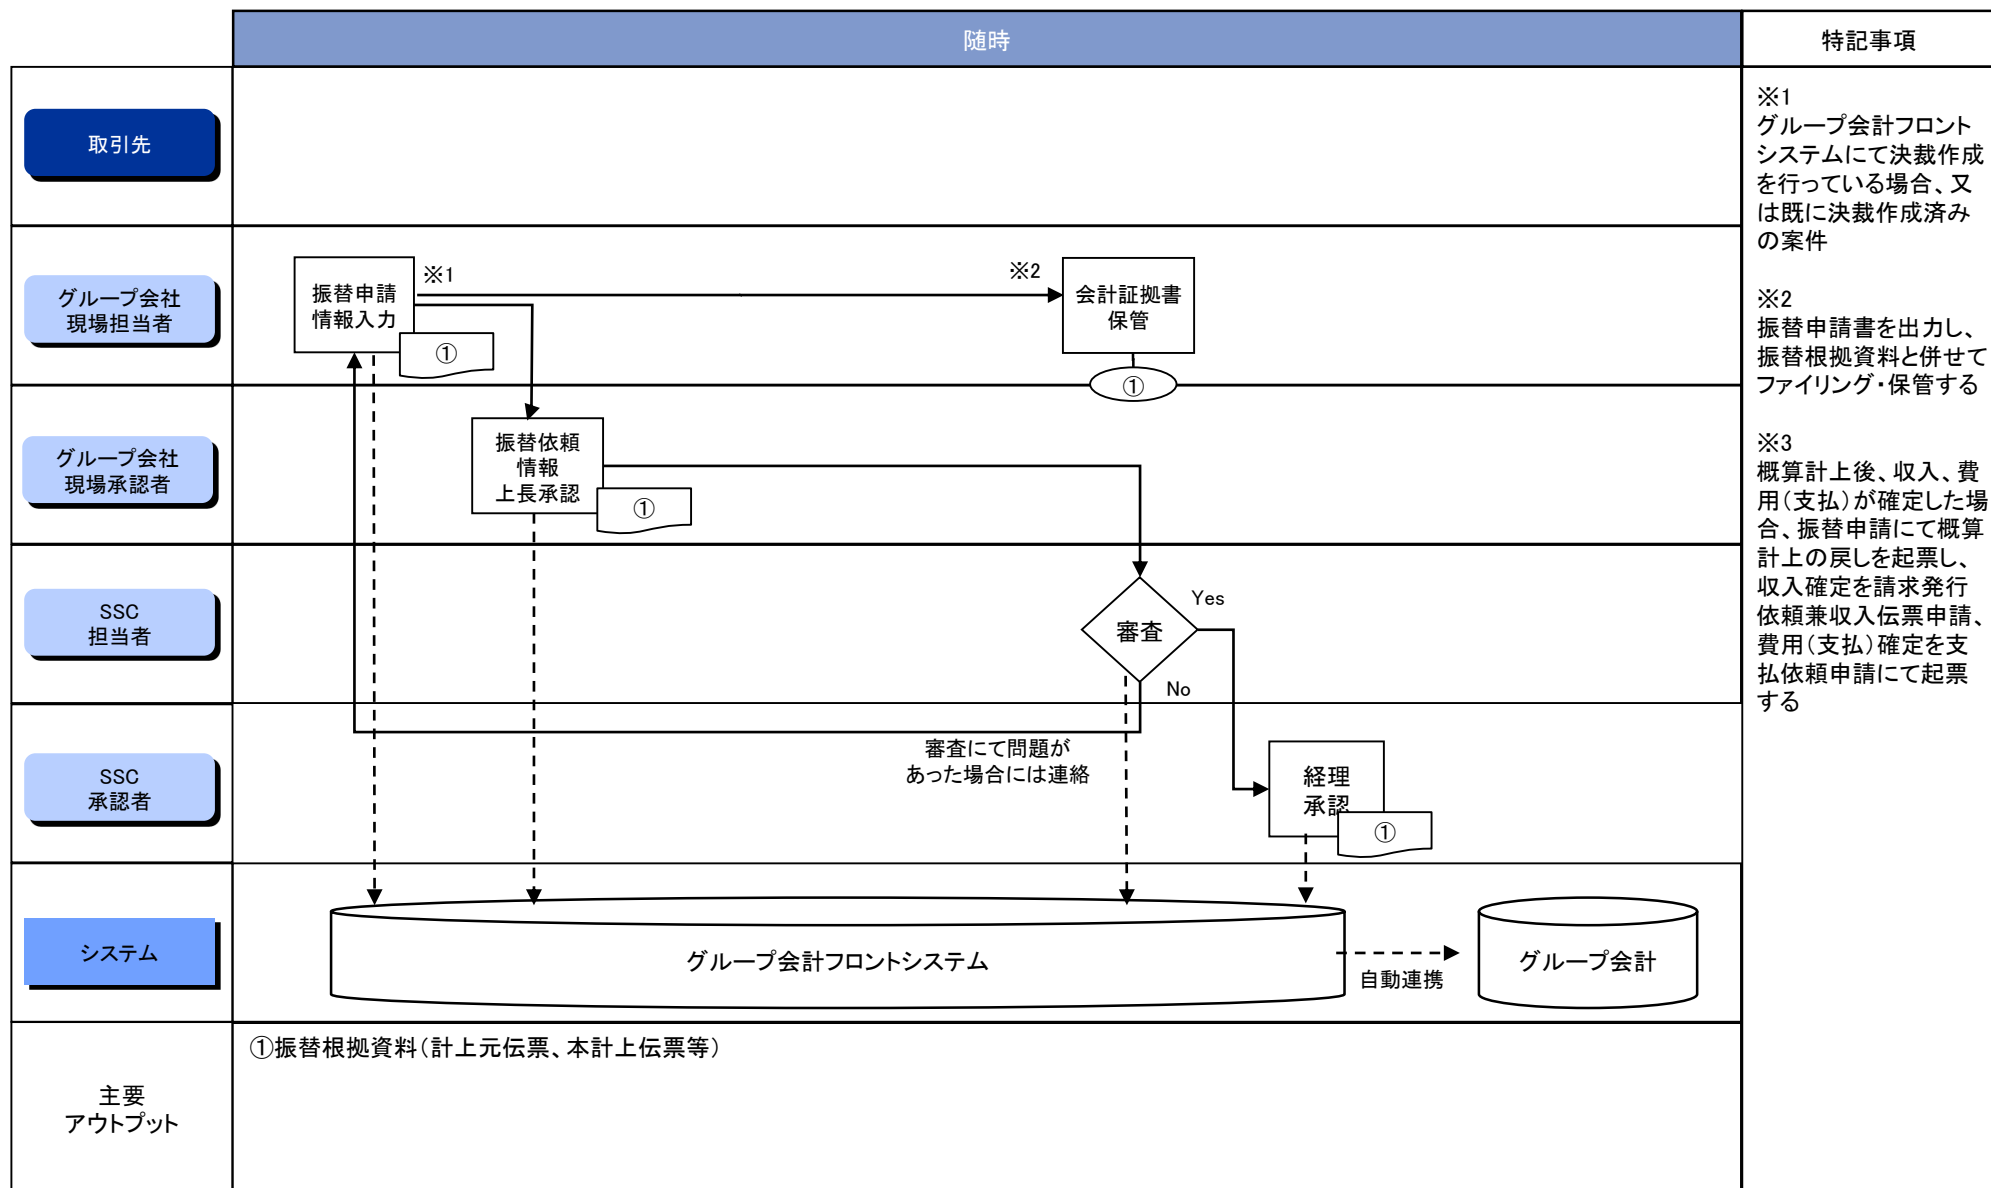 随時
特記事項
取引先
※1
グループ会計フロント
システムにて決裁作成
を行っている場合、又
は既に決裁作成済み
の案件
※2
振替申請書を出力し、
振替根拠資料と併せて
ファイリング・保管する
※3
概算計上後、収入、費
用(支払)が確定した場
合、振替申請にて概算
計上の戻しを起票し、
収入確定を請求発行
依頼兼収入伝票申請、
費用(支払)確定を支
払依頼申請にて起票
する
グループ会社
現場担当者
振替申請
情報入力
①
※1
※2
会計証拠書
保管
①
グループ会社
現場承認者
振替依頼
情報
上長承認
①
SSC
担当者
審査
Yes
No
SSC
承認者
審査にて問題が
あった場合には連絡
経理
承認
①
システム
グループ会計フロントシステム
自動連携
グループ会計
主要
アウトプット
①振替根拠資料(計上元伝票、本計上伝票等)